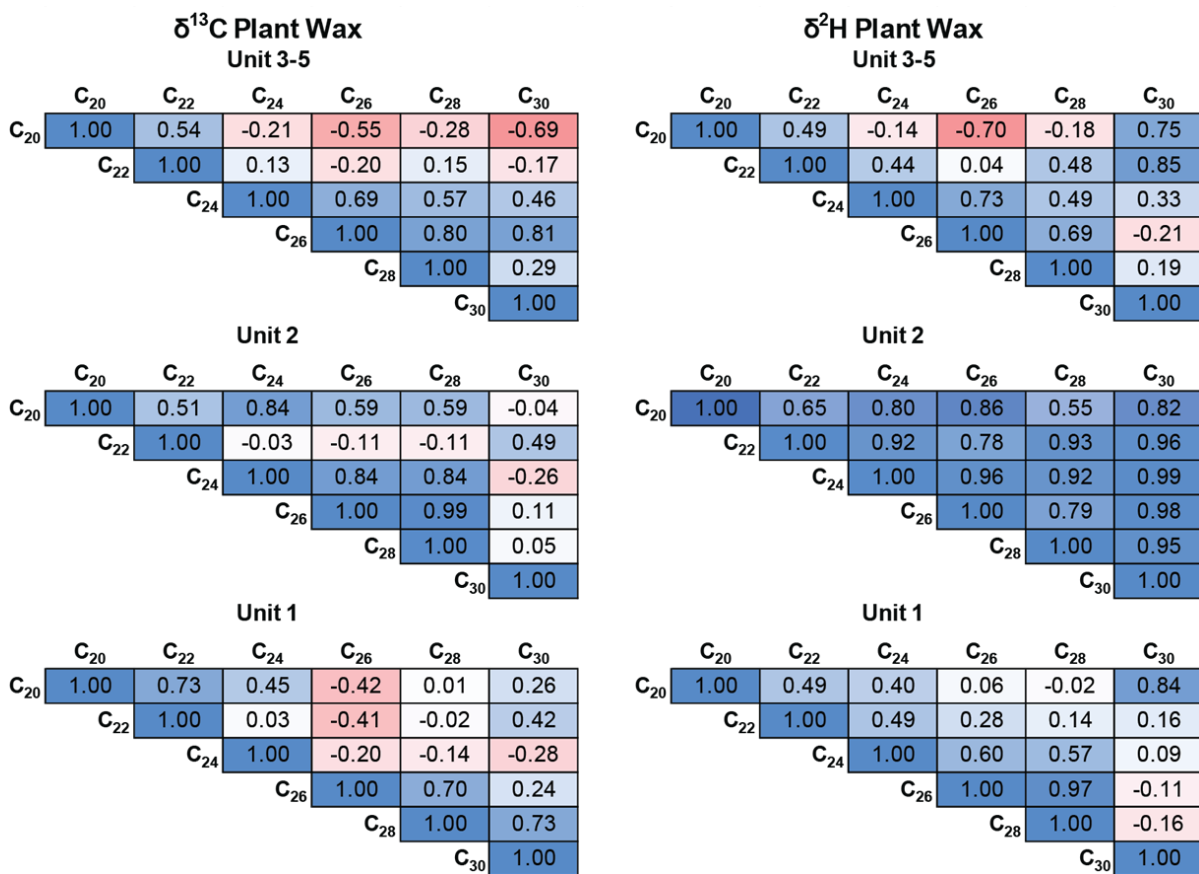 δ¹³C Plant Wax
Unit 3-5
C₂₀ C₂₂ C₂₄ C₂₆ C₂₈ C₃₀
C₂₀ 1.00 0.54 -0.21 -0.55 -0.28 -0.69
C₂₂ 1.00 0.13 -0.20 0.15 -0.17
C₂₄ 1.00 0.69 0.57 0.46
C₂₆ 1.00 0.80 0.81
C₂₈ 1.00 0.29
C₃₀ 1.00
Unit 2
C₂₀ C₂₂ C₂₄ C₂₆ C₂₈ C₃₀
C₂₀ 1.00 0.51 0.84 0.59 0.59 -0.04
C₂₂ 1.00 -0.03 -0.11 -0.11 0.49
C₂₄ 1.00 0.84 0.84 -0.26
C₂₆ 1.00 0.99 0.11
C₂₈ 1.00 0.05
C₃₀ 1.00
Unit 1
C₂₀ C₂₂ C₂₄ C₂₆ C₂₈ C₃₀
C₂₀ 1.00 0.73 0.45 -0.42 0.01 0.26
C₂₂ 1.00 0.03 -0.41 -0.02 0.42
C₂₄ 1.00 -0.20 -0.14 -0.28
C₂₆ 1.00 0.70 0.24
C₂₈ 1.00 0.73
C₃₀ 1.00
δ²H Plant Wax
Unit 3-5
C₂₀ C₂₂ C₂₄ C₂₆ C₂₈ C₃₀
C₂₀ 1.00 0.49 -0.14 -0.70 -0.18 0.75
C₂₂ 1.00 0.44 0.04 0.48 0.85
C₂₄ 1.00 0.73 0.49 0.33
C₂₆ 1.00 0.69 -0.21
C₂₈ 1.00 0.19
C₃₀ 1.00
Unit 2
C₂₀ C₂₂ C₂₄ C₂₆ C₂₈ C₃₀
C₂₀ 1.00 0.65 0.80 0.86 0.55 0.82
C₂₂ 1.00 0.92 0.78 0.93 0.96
C₂₄ 1.00 0.96 0.92 0.99
C₂₆ 1.00 0.79 0.98
C₂₈ 1.00 0.95
C₃₀ 1.00
Unit 1
C₂₀ C₂₂ C₂₄ C₂₆ C₂₈ C₃₀
C₂₀ 1.00 0.49 0.40 0.06 -0.02 0.84
C₂₂ 1.00 0.49 0.28 0.14 0.16
C₂₄ 1.00 0.60 0.57 0.09
C₂₆ 1.00 0.97 -0.11
C₂₈ 1.00 -0.16
C₃₀ 1.00